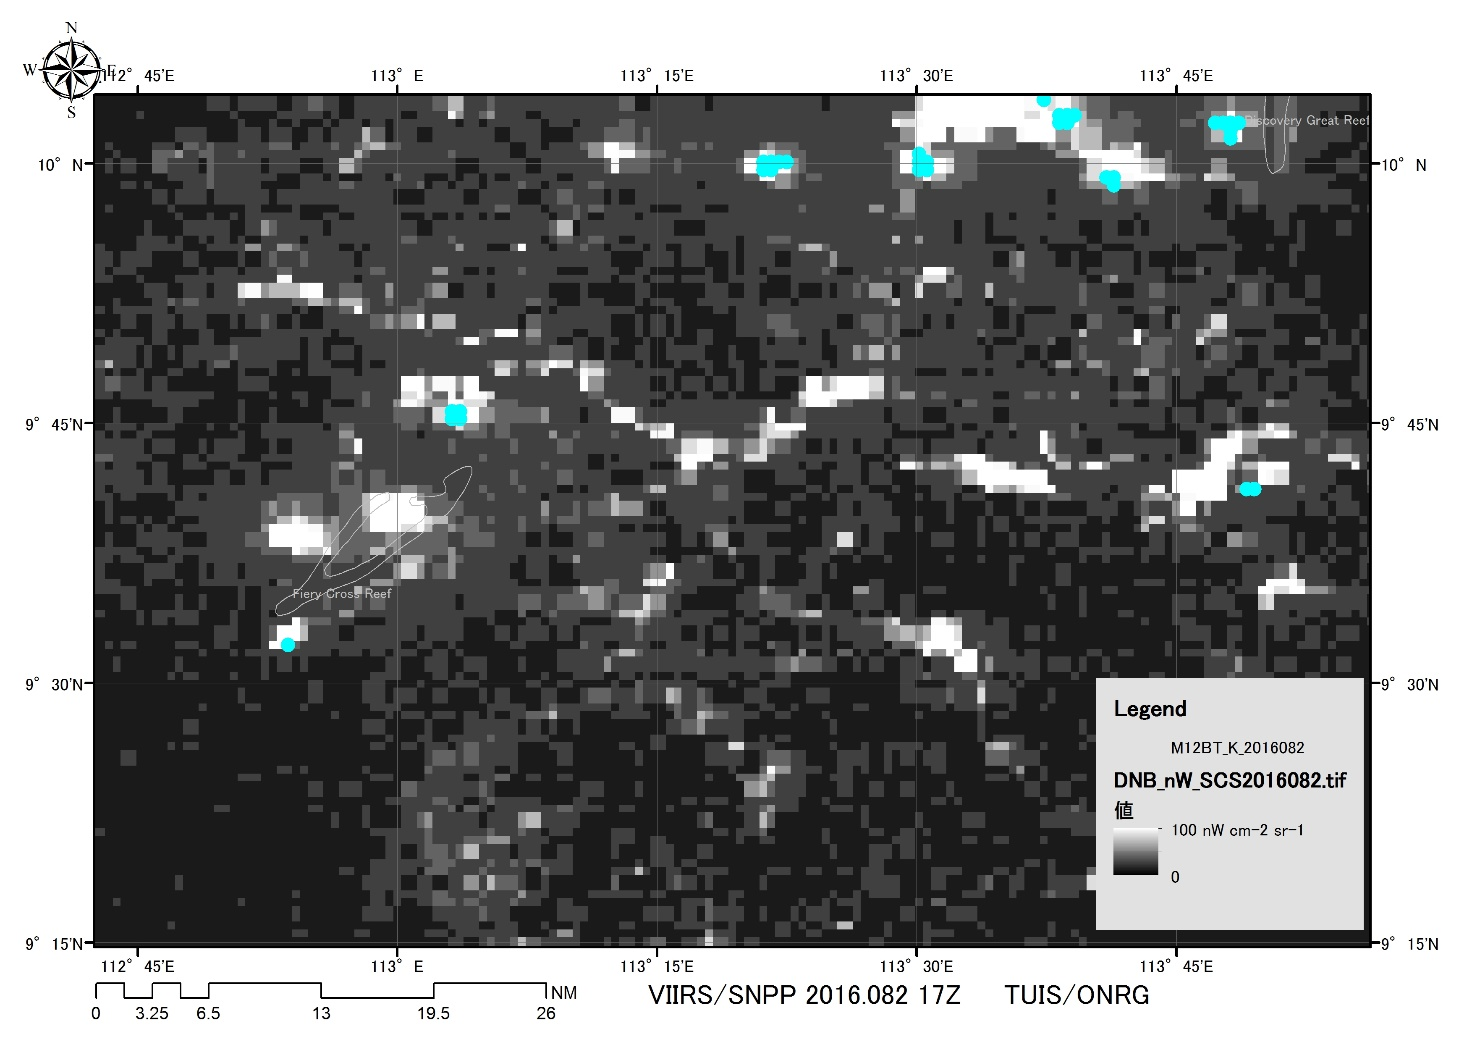 N
W E
S
112° 45'E 113° E 113° 15'E 113° 30'E 113° 45'E
Discovery Great Reef
10° N 10° N
9° 45'N 9° 45'N
Fiery Cross Reef
9° 30'N 9° 30'N
Legend
M12BT_K_2016082
DNB_nW_SCS2016082.tif
値
100 nW cm-2 sr-1
0
9° 15'N 9° 15'N
112° 45'E 113° E 113° 15'E 113° 30'E 113° 45'E
NM
0 3.25 6.5 13 19.5 26
VIIRS/SNPP 2016.082 17Z TUIS/ONRG